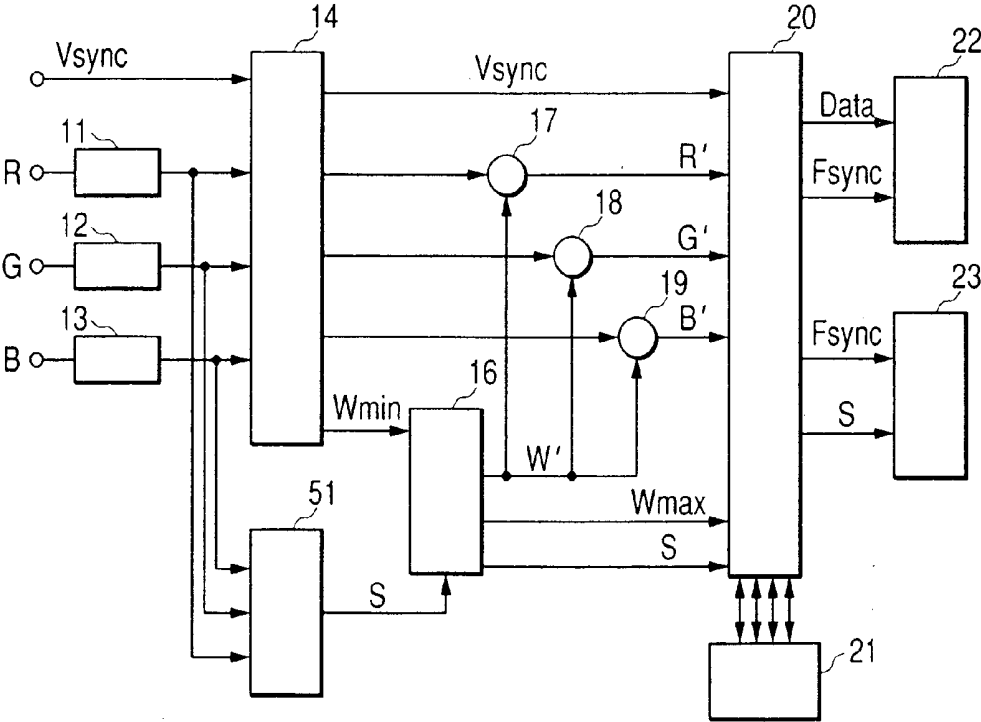 14
20
22
Vsync
Vsync
Data
11
17
R
R′
Fsync
12
18
G
G′
13
19
23
B
B′
Fsync
16
Wmin
S
W′
51
Wmax
S
S
21